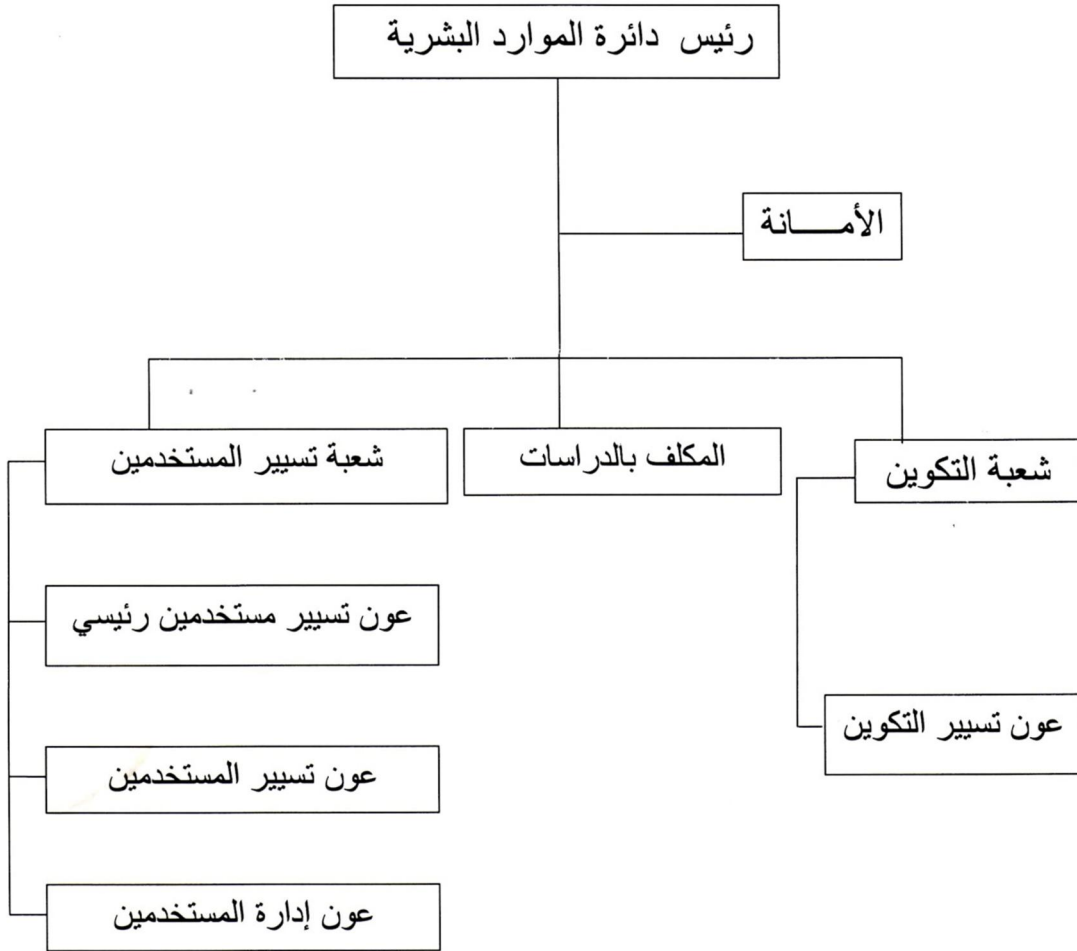 رئيس دائرة الموارد البشرية
الأمـــــانة
شعبة التكوين
المكلف بالدراسات
شعبة تسيير المستخدمين
عون تسيير مستخدمين رئيسي
عون تسيير التكوين
عون تسيير المستخدمين
عون إدارة المستخدمين